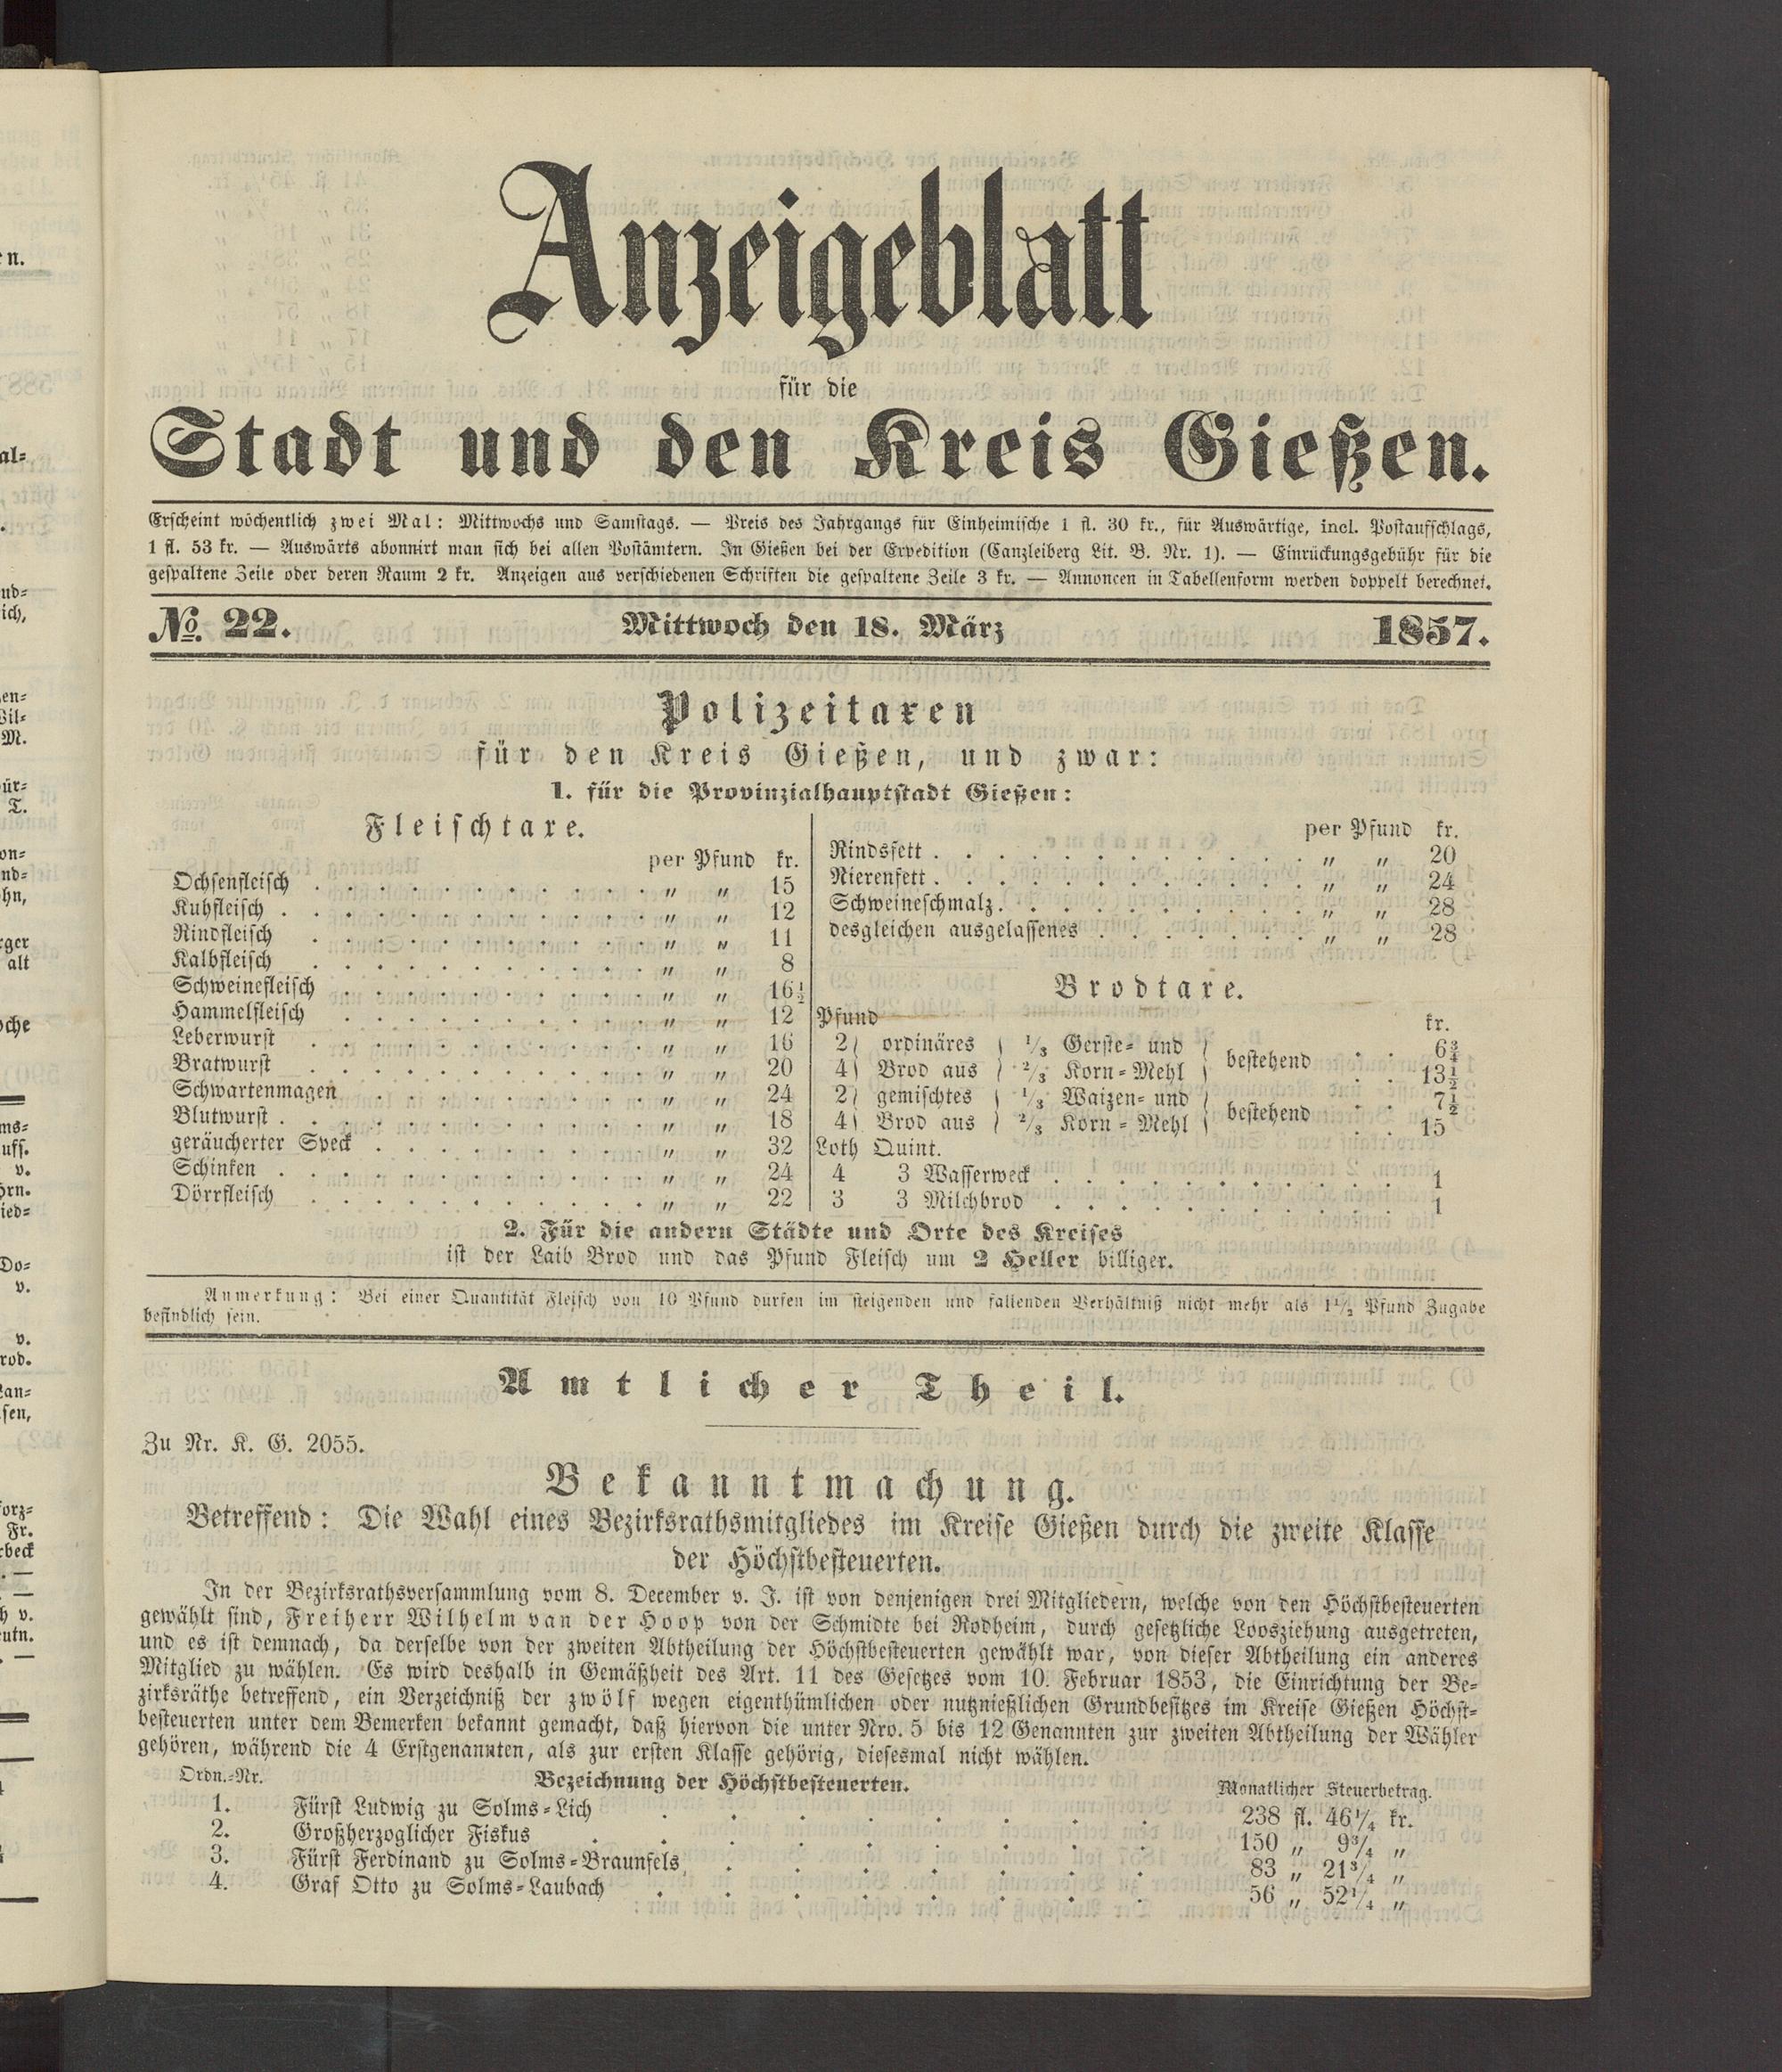 Anzeigeblatt
für die
Stadt und den Kreis Gießen.
Erscheint wöchentlich zwei Mal: Mittwochs und Samstags. — Preis des Jahrgangs für Einheimische 1 fl. 30 kr., für Auswärtige, incl. Postaufschlags,
1 fl. 53 kr. — Auswärts abonnirt man sich bei allen Postämtern. In Gießen bei der Expedition (Canzleiberg Lit. B. Nr. 1). — Einrückungsgebühr für die
gespaltene Zeile oder deren Raum 2 kr. Anzeigen aus verschiedenen Schriften die gespaltene Zeile 3 kr. — Annoncen in Tabellenform werden doppelt berechnet.
No. 22. Mittwoch den 18. März 1857.
Polizeitaxen
für den Kreis Gießen, und zwar:
1. für die Provinzialhauptstadt Gießen:
Fleischtaxe.
per Pfund kr.
Ochsenfleisch . . . . . . . . . . . „ „ 15
Kuhfleisch . . . . . . . . . . . . „ „ 12
Rindfleisch . . . . . . . . . . . „ „ 11
Kalbfleisch . . . . . . . . . . . „ „ 8
Schweinefleisch . . . . . . . . . . „ „ 16½
Hammelfleisch . . . . . . . . . . „ „ 12
Leberwurst . . . . . . . . . . . „ „ 16
Bratwurst . . . . . . . . . . . „ „ 20
Schwartenmagen . . . . . . . . . „ „ 24
Blutwurst . . . . . . . . . . . . „ „ 18
geräucherter Speck . . . . . . . . . „ „ 32
Schinken . . . . . . . . . . . . „ „ 24
Dörrfleisch . . . . . . . . . . . „ „ 22
per Pfund kr.
Rindsfett . . . . . . . . . . . . „ „ 20
Nierenfett . . . . . . . . . . . . „ „ 24
Schweineschmalz . . . . . . . . . . „ „ 28
desgleichen ausgelassenes . . . . . . . „ „ 28
Brodtaxe.
Pfund kr.
2) ordinäres ( 1/3 Gerste- und ) bestehend . . 6¾
4) Brod aus ( 2/3 Korn-Mehl ) . . 13½
2) gemischtes ( 1/3 Waizen- und ) bestehend . . 7½
4) Brod aus ( 2/3 Korn-Mehl ) . . 15
Loth Quint.
4 3 Wasserweck . . . . . . . . . . . 1
3 3 Milchbrod . . . . . . . . . . . 1
2. Für die andern Städte und Orte des Kreises
ist der Laib Brod und das Pfund Fleisch um 2 Heller billiger.
Anmerkung: Bei einer Quantität Fleisch von 10 Pfund dürfen im steigenden und fallenden Verhältniß nicht mehr als 1½ Pfund Zugabe
befindlich sein.
Amtlicher Theil.
Zu Nr. K. G. 2055.
Bekanntmachung.
Betreffend: Die Wahl eines Bezirksrathsmitgliedes im Kreise Gießen durch die zweite Klasse
der Höchstbesteuerten.
In der Bezirksrathsversammlung vom 8. December v. J. ist von denjenigen drei Mitgliedern, welche von den Höchstbesteuerten
gewählt sind, Freiherr Wilhelm van der Hoop von der Schmidte bei Rodheim, durch gesetzliche Loosziehung ausgetreten,
und es ist demnach, da derselbe von der zweiten Abtheilung der Höchstbesteuerten gewählt war, von dieser Abtheilung ein anderes
Mitglied zu wählen. Es wird deshalb in Gemäßheit des Art. 11 des Gesetzes vom 10. Februar 1853, die Einrichtung der Be-
zirksräthe betreffend, ein Verzeichniß der zwölf wegen eigenthümlichen oder nutznießlichen Grundbesitzes im Kreise Gießen Höchst-
besteuerten unter dem Bemerken bekannt gemacht, daß hiervon die unter Nro. 5 bis 12 Genannten zur zweiten Abtheilung der Wähler
gehören, während die 4 Erstgenannten, als zur ersten Klasse gehörig, diesesmal nicht wählen.
Ordn.-Nr. Bezeichnung der Höchstbesteuerten. Monatlicher Steuerbetrag.
1. Fürst Ludwig zu Solms-Lich . . . . . . . . 238 fl. 46¼ kr.
2. Großherzoglicher Fiskus . . . . . . . . . 150 „ 9¾ „
3. Fürst Ferdinand zu Solms-Braunfels . . . . . . . 83 „ 21¾ „
4. Graf Otto zu Solms-Laubach . . . . . . . . 56 „ 52¼ „